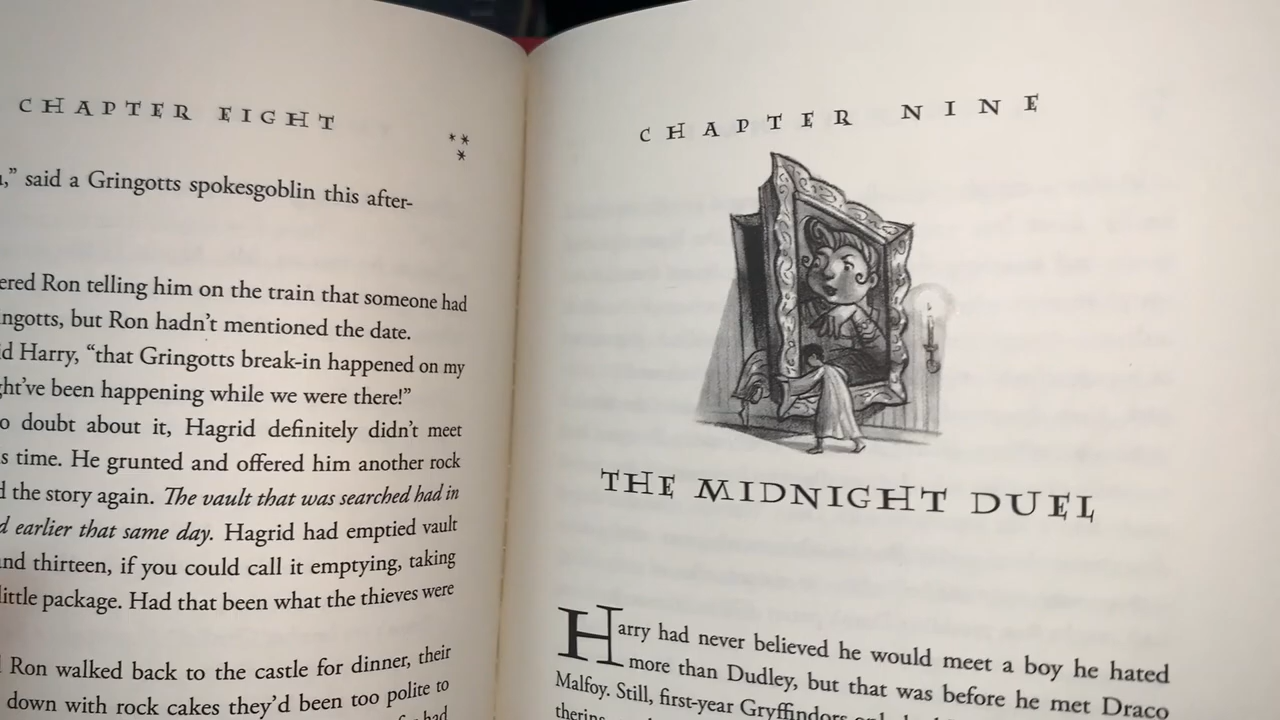 CHAPTER EIGHT
," said a Gringotts spokesgoblin this after-
ered Ron telling him on the train that someone had
ngotts, but Ron hadn't mentioned the date.
d Harry, "that Gringotts break-in happened on my
ght've been happening while we were there!"
o doubt about it, Hagrid definitely didn't meet
s time. He grunted and offered him another rock
d the story again. The vault that was searched had in
d earlier that same day. Hagrid had emptied vault
nd thirteen, if you could call it emptying, taking
little package. Had that been what the thieves were
Ron walked back to the castle for dinner, their
down with rock cakes they'd been too polite to
had
CHAPTER NINE
THE MIDNIGHT DUEL
Harry had never believed he would meet a boy he hated
more than Dudley, but that was before he met Draco
Malfoy. Still, first-year Gryffindors